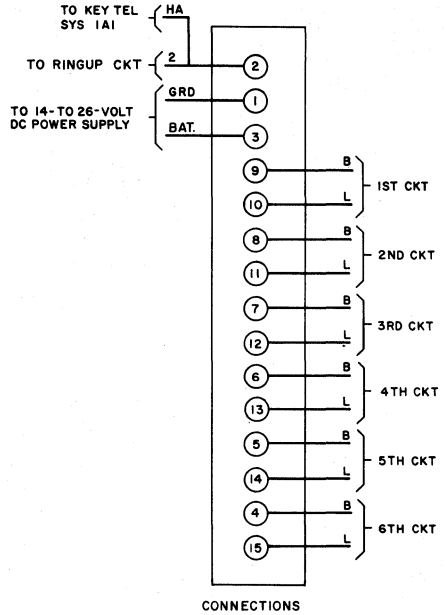 TO KEY TEL HA
SYS 1A1
TO RINGUP CKT 2
2
GRD
1
TO 14-TO 26-VOLT
DC POWER SUPPLY
BAT.
3
9 B
1ST CKT
10 L
8 B
2ND CKT
11 L
7 B
3RD CKT
12 L
6 B
4TH CKT
13 L
5 B
5TH CKT
14 L
4 B
6TH CKT
15 L
CONNECTIONS